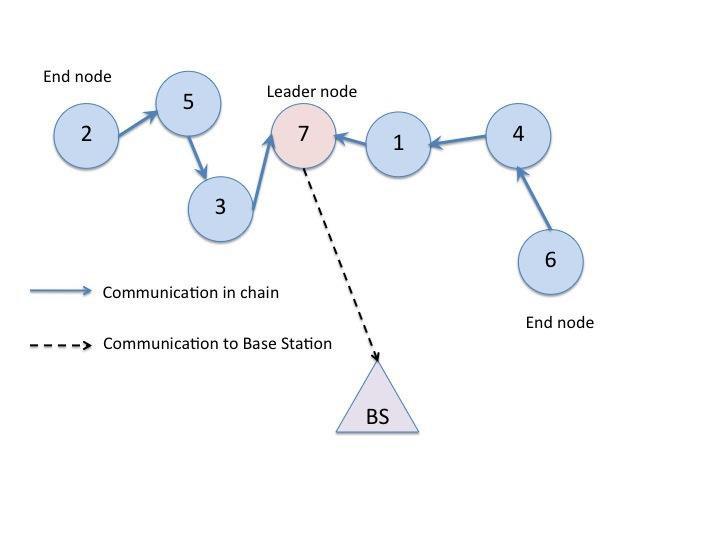 End node
5
Leader node
2
7
1
4
3
6
Communication in chain
End node
Communication to Base Station
BS